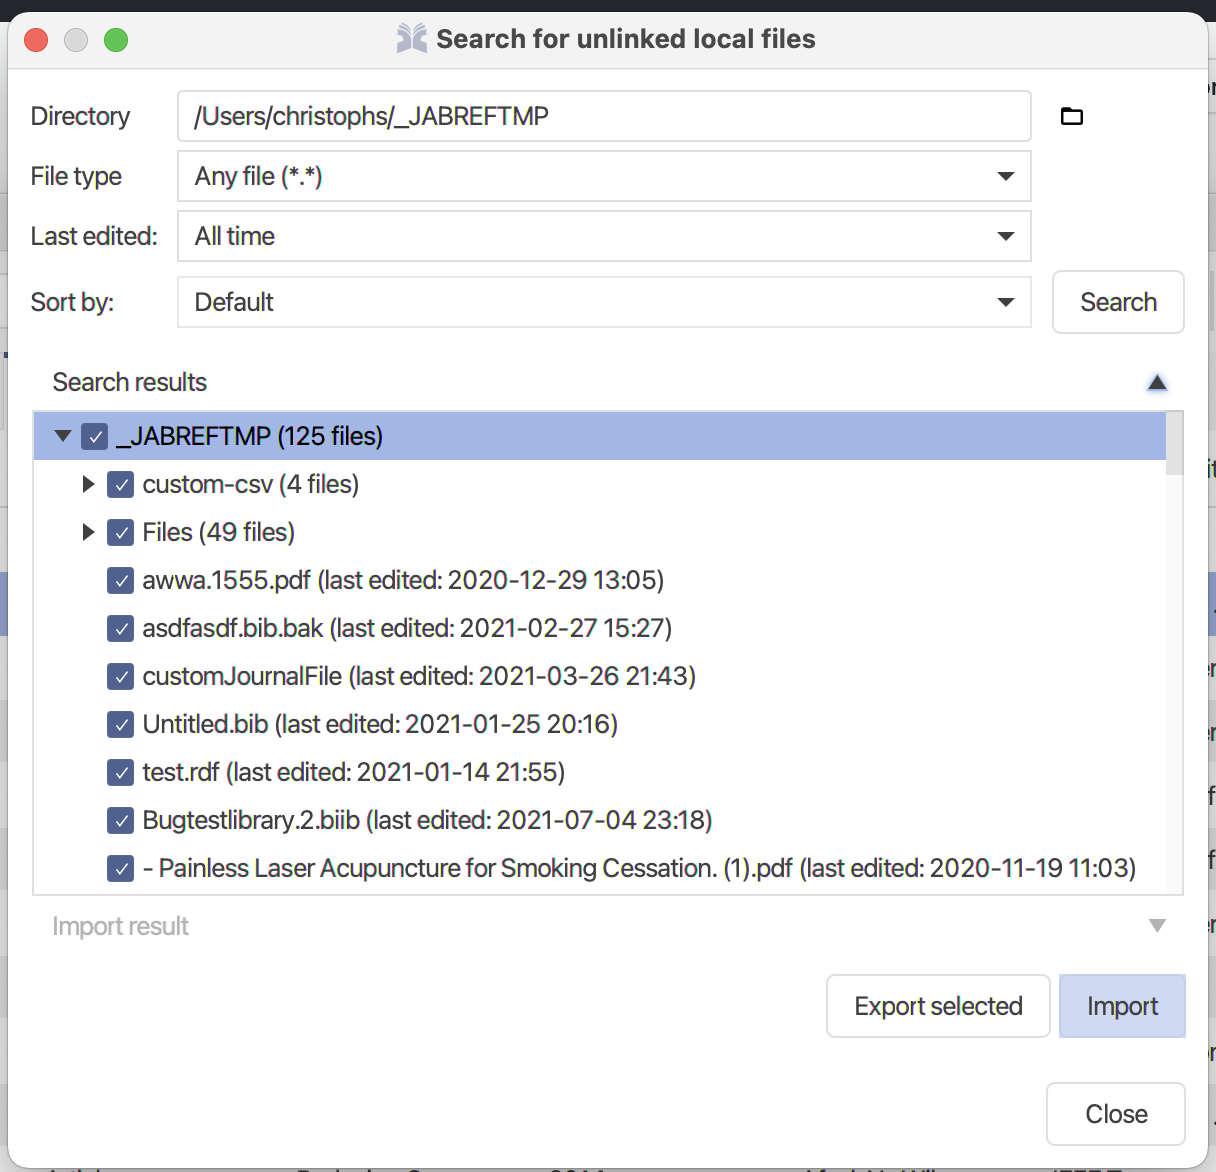 Search for unlinked local files
Directory /Users/christophs/_JABREFTMP
File type Any file (*.*)
Last edited: All time
Sort by: Default Search
Search results
_JABREFTMP (125 files)
custom-csv (4 files)
Files (49 files)
awwa.1555.pdf (last edited: 2020-12-29 13:05)
asdfasdf.bib.bak (last edited: 2021-02-27 15:27)
customJournalFile (last edited: 2021-03-26 21:43)
Untitled.bib (last edited: 2021-01-25 20:16)
test.rdf (last edited: 2021-01-14 21:55)
Bugtestlibrary.2.biib (last edited: 2021-07-04 23:18)
- Painless Laser Acupuncture for Smoking Cessation. (1).pdf (last edited: 2020-11-19 11:03)
Import result
Export selected Import
Close